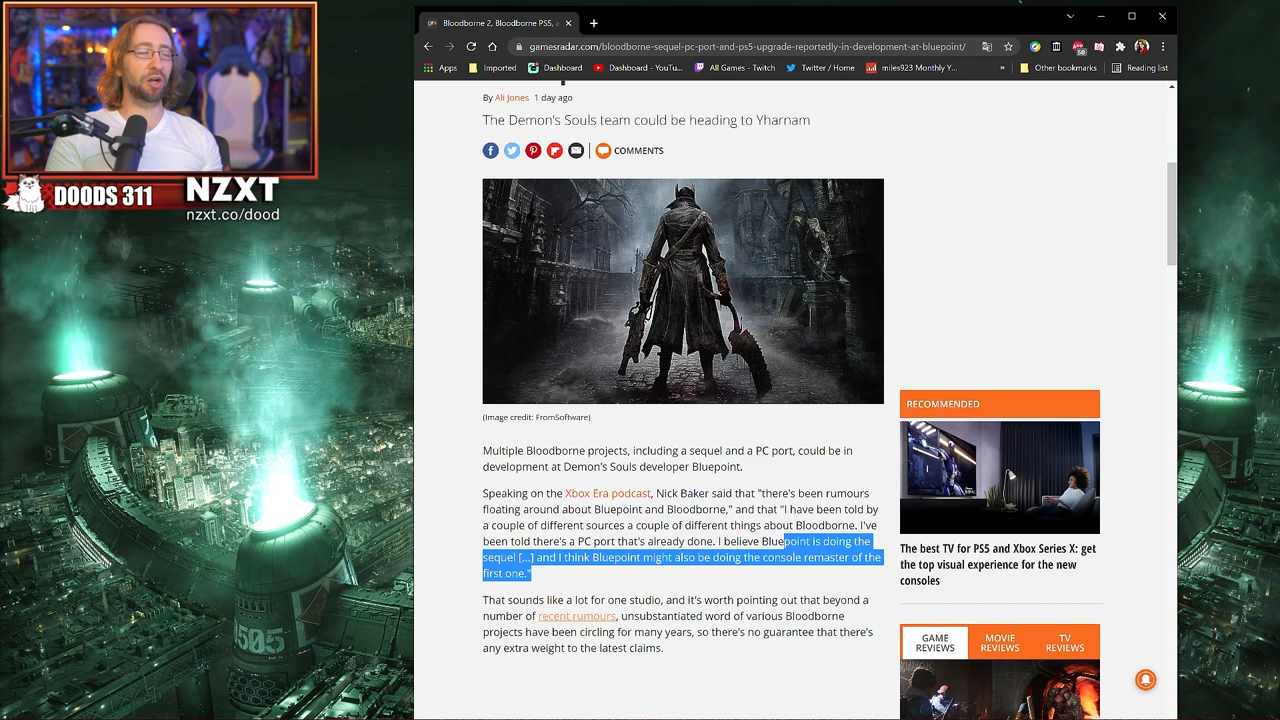 Bloodborne 2, Bloodborne PS5, a
gamesradar.com/bloodborne-sequel-pc-port-and-ps5-upgrade-reportedly-in-development-at-bluepoint/
Apps Imported Dashboard Dashboard - YouTu... All Games - Twitch Twitter / Home miles923 Monthly Y... » Other bookmarks Reading list
By Ali Jones 1 day ago
The Demon's Souls team could be heading to Yharnam
COMMENTS
DOODS 311
NZXT
nzxt.co/dood
(Image credit: FromSoftware)
Multiple Bloodborne projects, including a sequel and a PC port, could be in
development at Demon's Souls developer Bluepoint.
Speaking on the Xbox Era podcast, Nick Baker said that "there's been rumours
floating around about Bluepoint and Bloodborne," and that "I have been told by
a couple of different sources a couple of different things about Bloodborne. I've
been told there's a PC port that's already done. I believe Bluepoint is doing the
sequel [...] and I think Bluepoint might also be doing the console remaster of the
first one."
That sounds like a lot for one studio, and it's worth pointing out that beyond a
number of recent rumours, unsubstantiated word of various Bloodborne
projects have been circling for many years, so there's no guarantee that there's
any extra weight to the latest claims.
RECOMMENDED
The best TV for PS5 and Xbox Series X: get
the top visual experience for the new
consoles
GAME
REVIEWS
MOVIE
REVIEWS
TV
REVIEWS